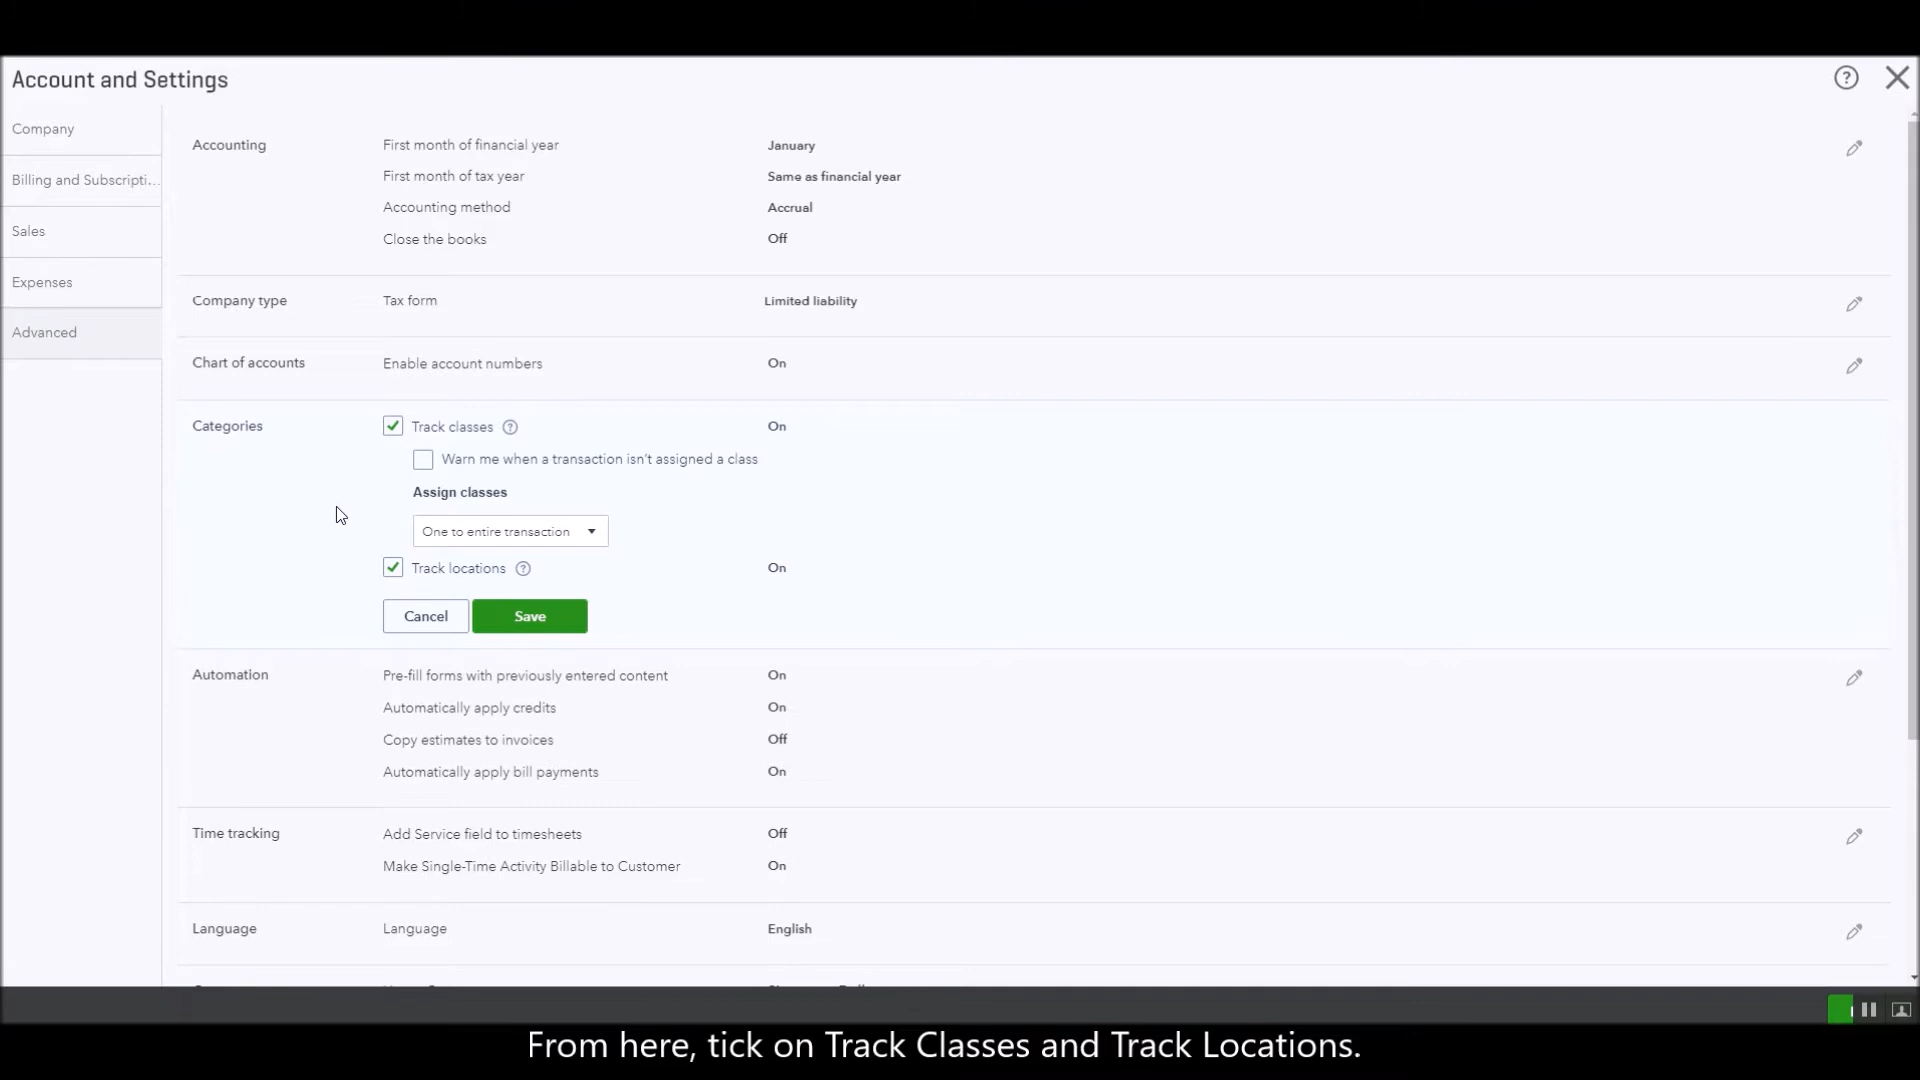 Account and Settings
Company
Billing and Subscripti...
Sales
Expenses
Advanced
Accounting
First month of financial year January
First month of tax year Same as financial year
Accounting method Accrual
Close the books Off
Company type Tax form Limited liability
Chart of accounts Enable account numbers On
Categories Track classes ? On
Warn me when a transaction isn't assigned a class
Assign classes
One to entire transaction
Track locations ? On
Cancel Save
Automation Pre-fill forms with previously entered content On
Automatically apply credits On
Copy estimates to invoices Off
Automatically apply bill payments On
Time tracking Add Service field to timesheets Off
Make Single-Time Activity Billable to Customer On
Language Language English
From here, tick on Track Classes and Track Locations.